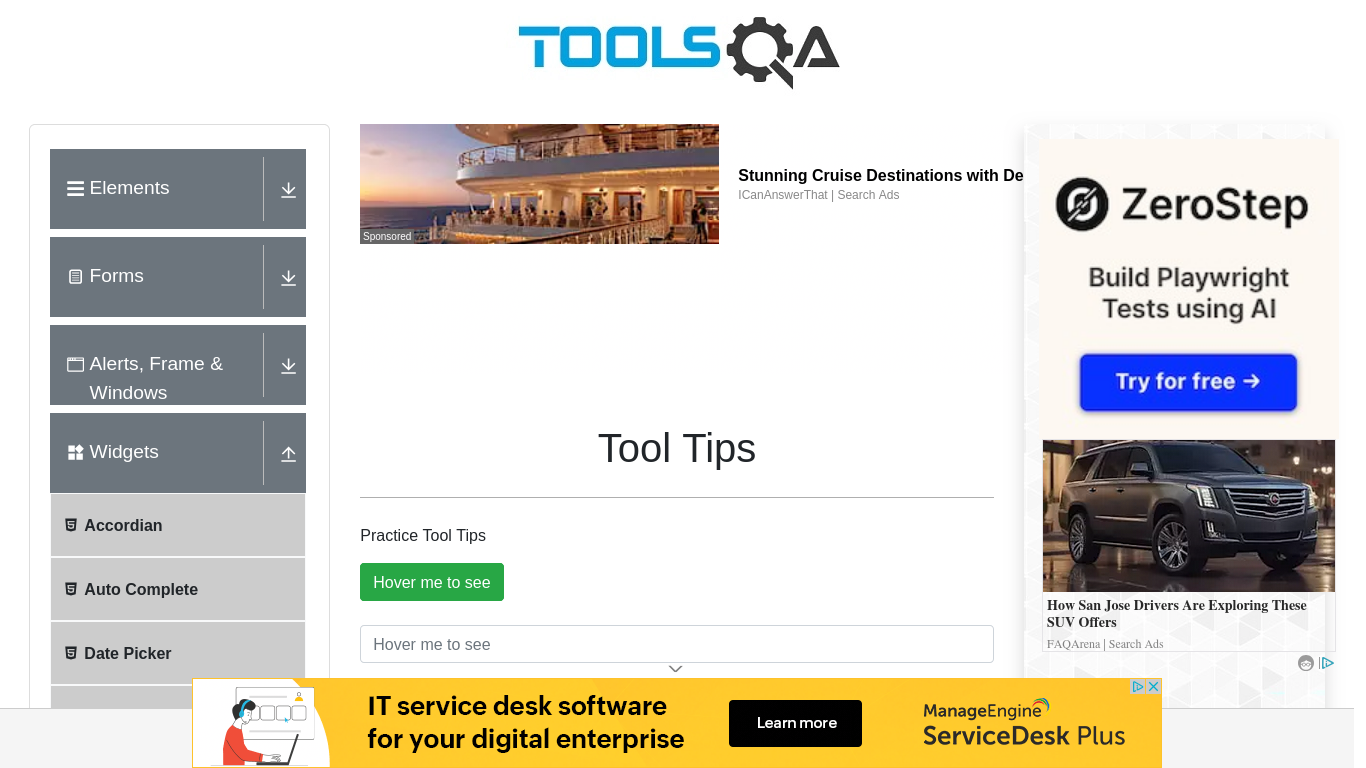 TOOLSQA
Elements
Forms
Alerts, Frame &
Windows
Widgets
Accordian
Auto Complete
Date Picker
Sponsored
Stunning Cruise Destinations with De
ICanAnswerThat | Search Ads
Tool Tips
Practice Tool Tips
Hover me to see
Hover me to see
ZeroStep
Build Playwright
Tests using AI
Try for free →
How San Jose Drivers Are Exploring These
SUV Offers
FAQArena | Search Ads
IT service desk software
for your digital enterprise
Learn more
ManageEngine
ServiceDesk Plus